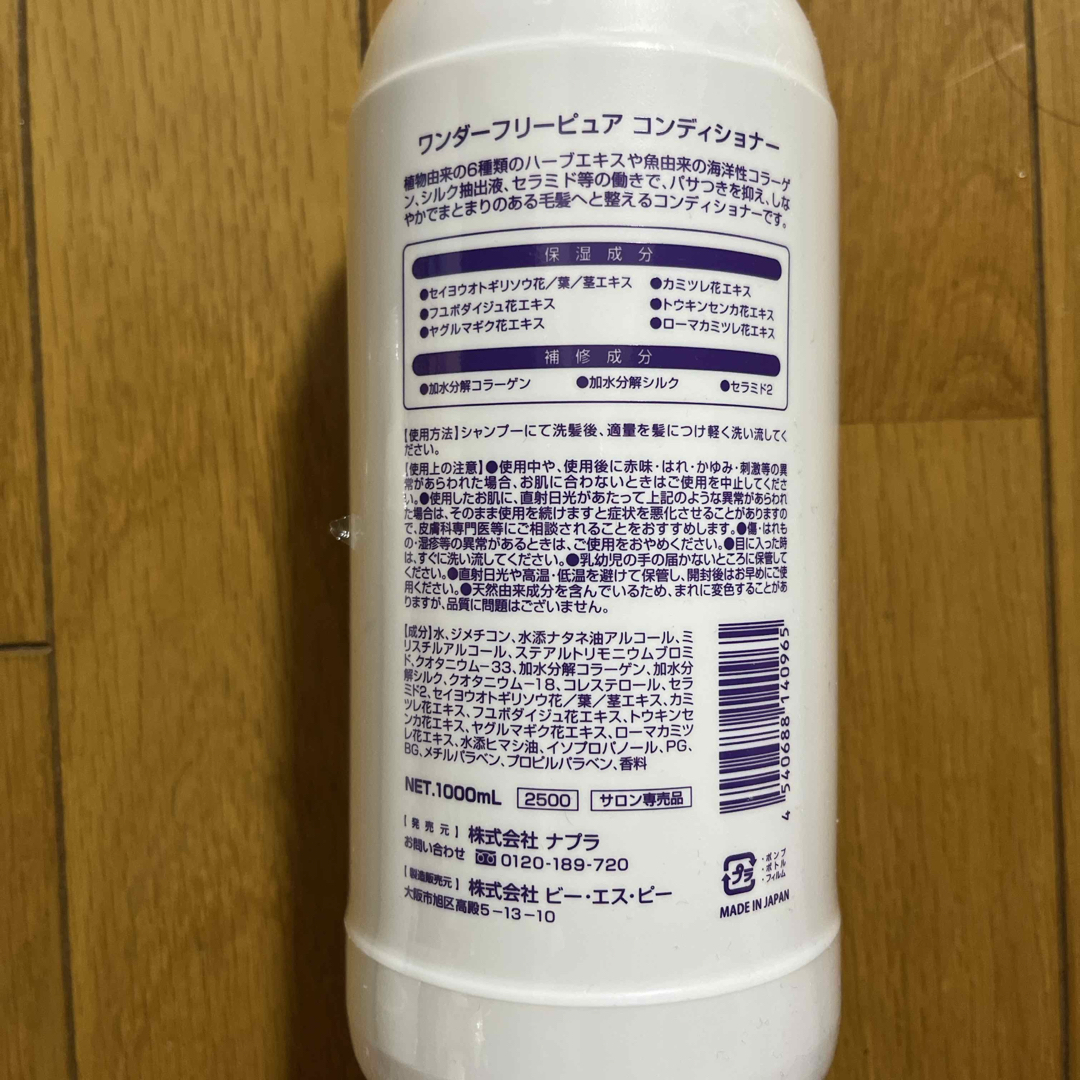 ワンダーフリーピュア コンディショナー
植物由来の6種類のハーブエキスや魚由来の海洋性コラーゲ
ン、シルク抽出液、セラミド等の働きで、パサつきを抑え、しな
やかでまとまりのある毛髪へと整えるコンディショナーです。
保湿成分
●セイヨウオトギリソウ花/葉/茎エキス ●カミツレ花エキス
●フユボダイジュ花エキス ●トウキンセンカ花エキス
●ヤグルマギク花エキス ●ローマカミツレ花エキス
補修成分
●加水分解コラーゲン ●加水分解シルク ●セラミド2
【使用方法】シャンプーにて洗髪後、適量を髪につけ軽く洗い流してく
ださい。
【使用上の注意】●使用中や、使用後に赤味・はれ・かゆみ・刺激等の異
常があらわれた場合、お肌に合わないときはご使用を中止してくださ
い。●使用したお肌に、直射日光があたって上記のような異常があらわれ
た場合は、そのまま使用を続けますと症状を悪化させることがありますの
で、皮膚科専門医等にご相談されることをおすすめします。●傷・はれも
の・湿疹等の異常があるときは、ご使用をおやめください。●目に入った時
は、すぐに洗い流してください。●乳幼児の手の届かないところに保管して
ください。●直射日光や高温・低温を避けて保管し、開封後はお早めにご使
用ください。●天然由来成分を含んでいるため、まれに変色することがあ
りますが、品質に問題はございません。
【成分】水、ジメチコン、水添ナタネ油アルコール、ミ
リスチルアルコール、ステアルトリモニウムブロミ
ド、クオタニウム-33、加水分解コラーゲン、加水分
解シルク、クオタニウム-18、コレステロール、セラ
ミド2、セイヨウオトギリソウ花/葉/茎エキス、カミ
ツレ花エキス、フユボダイジュ花エキス、トウキンセ
ンカ花エキス、ヤグルマギク花エキス、ローマカミツ
レ花エキス、水添ヒマシ油、イソプロパノール、PG、
BG、メチルパラベン、プロピルパラベン、香料
4 540688 140965
NET.1000mL 2500 サロン専売品
【発売元】 株式会社 ナプラ
お問い合わせ 0120-189-720
【製造販売元】 株式会社 ビー・エス・ピー
大阪市旭区高殿5-13-10
プラ
・ポンプ
・ボトル
・フィルム
MADE IN JAPAN